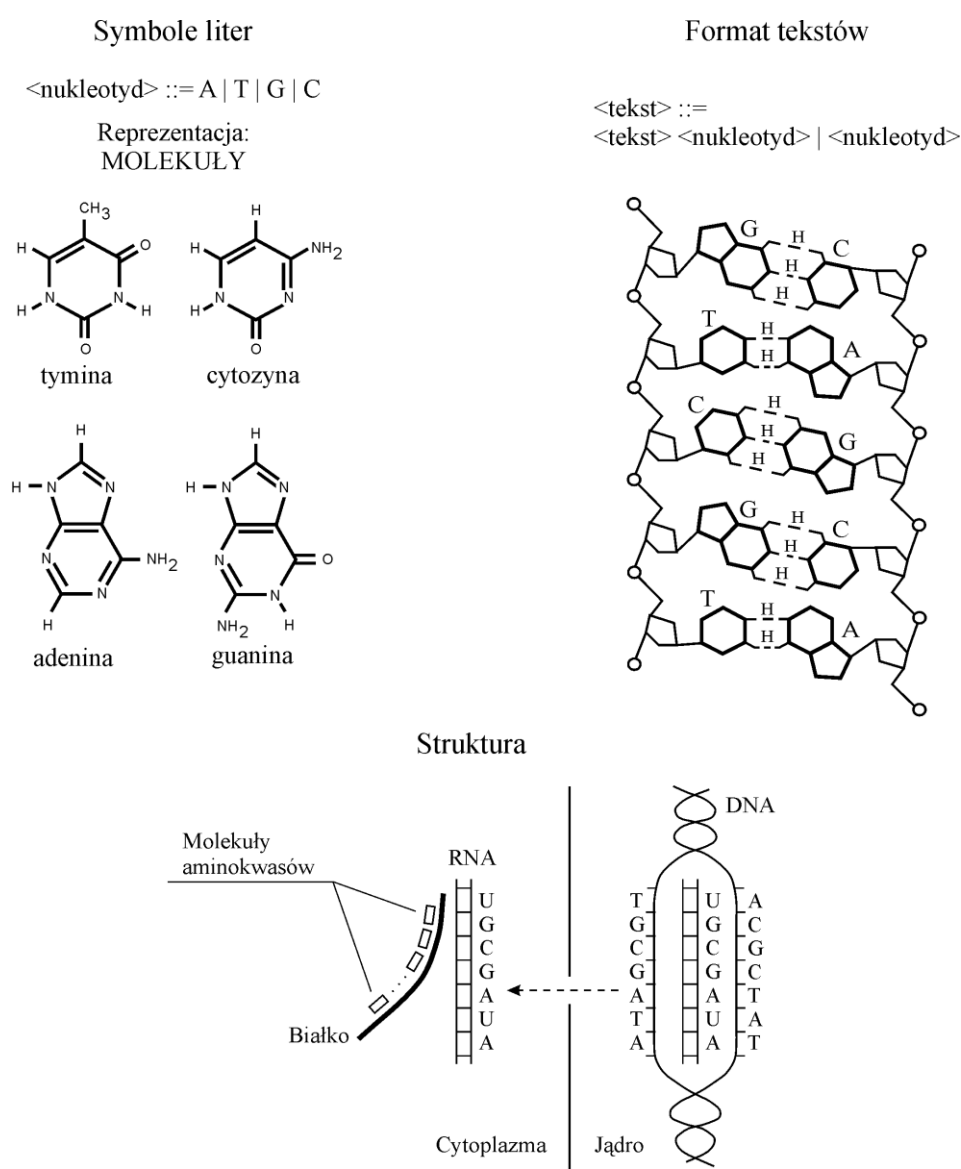 Symbole liter
Format tekstów
<nukleotyd> ::= A | T | G | C
<tekst> ::=
<tekst> <nukleotyd> | <nukleotyd>
Reprezentacja:
MOLEKUŁY
CH3
H
O
H
N
N
H
O
tymina
H
H
NH2
H
N
N
O
cytozyna
H
H
N
N
N
N
NH2
H
adenina
H
H
N
N
N
O
N
NH2
H
guanina
G
H
C
H
H
T
H
A
H
C
H
G
H
H
G
H
C
H
H
T
H
A
H
Struktura
DNA
Molekuły
aminokwasów
RNA
U
G
C
G
A
U
A
Białko
T
G
C
G
A
T
A
U
G
C
G
A
U
A
A
C
G
C
T
A
T
Cytoplazma
Jądro